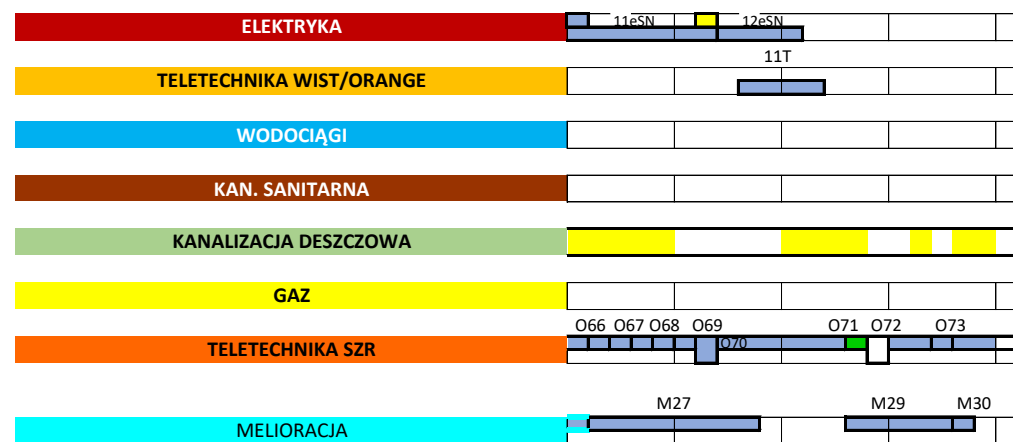 ELEKTRYKA 11eSN 12eSN
11T
TELETECHNIKA WIST/ORANGE
WODOCIĄGI
KAN. SANITARNA
KANALIZACJA DESZCZOWA
GAZ
O66 O67 O68 O69 O71 O72 O73
TELETECHNIKA SZR O70
M27 M29 M30
MELIORACJA